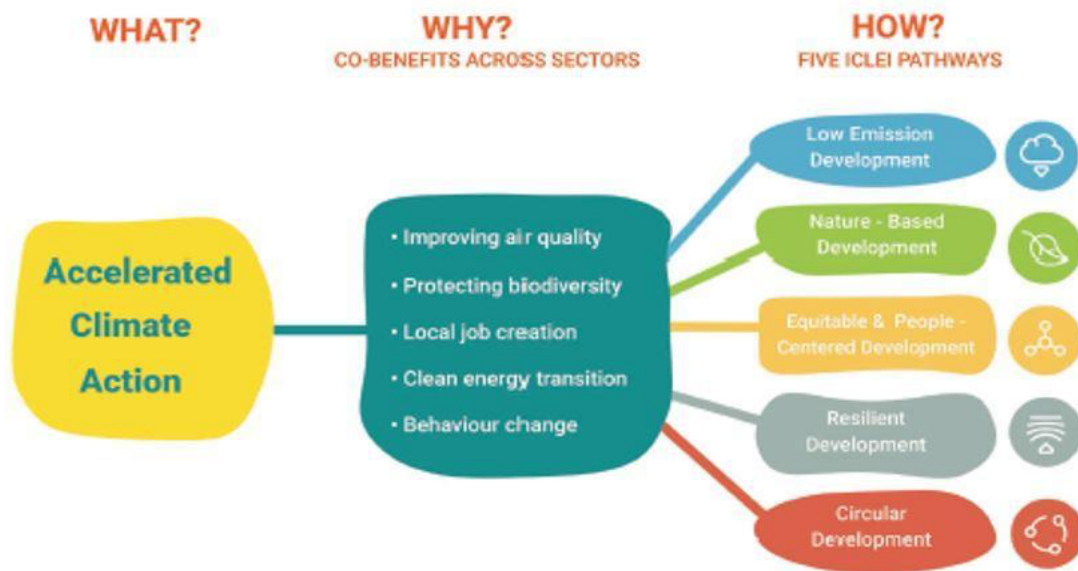 WHAT?
WHY?
CO-BENEFITS ACROSS SECTORS
HOW?
FIVE ICLEI PATHWAYS
Accelerated
Climate
Action
• Improving air quality
• Protecting biodiversity
• Local job creation
• Clean energy transition
• Behaviour change
Low Emission
Development
Nature - Based
Development
Equitable & People -
Centered Development
Resilient
Development
Circular
Development